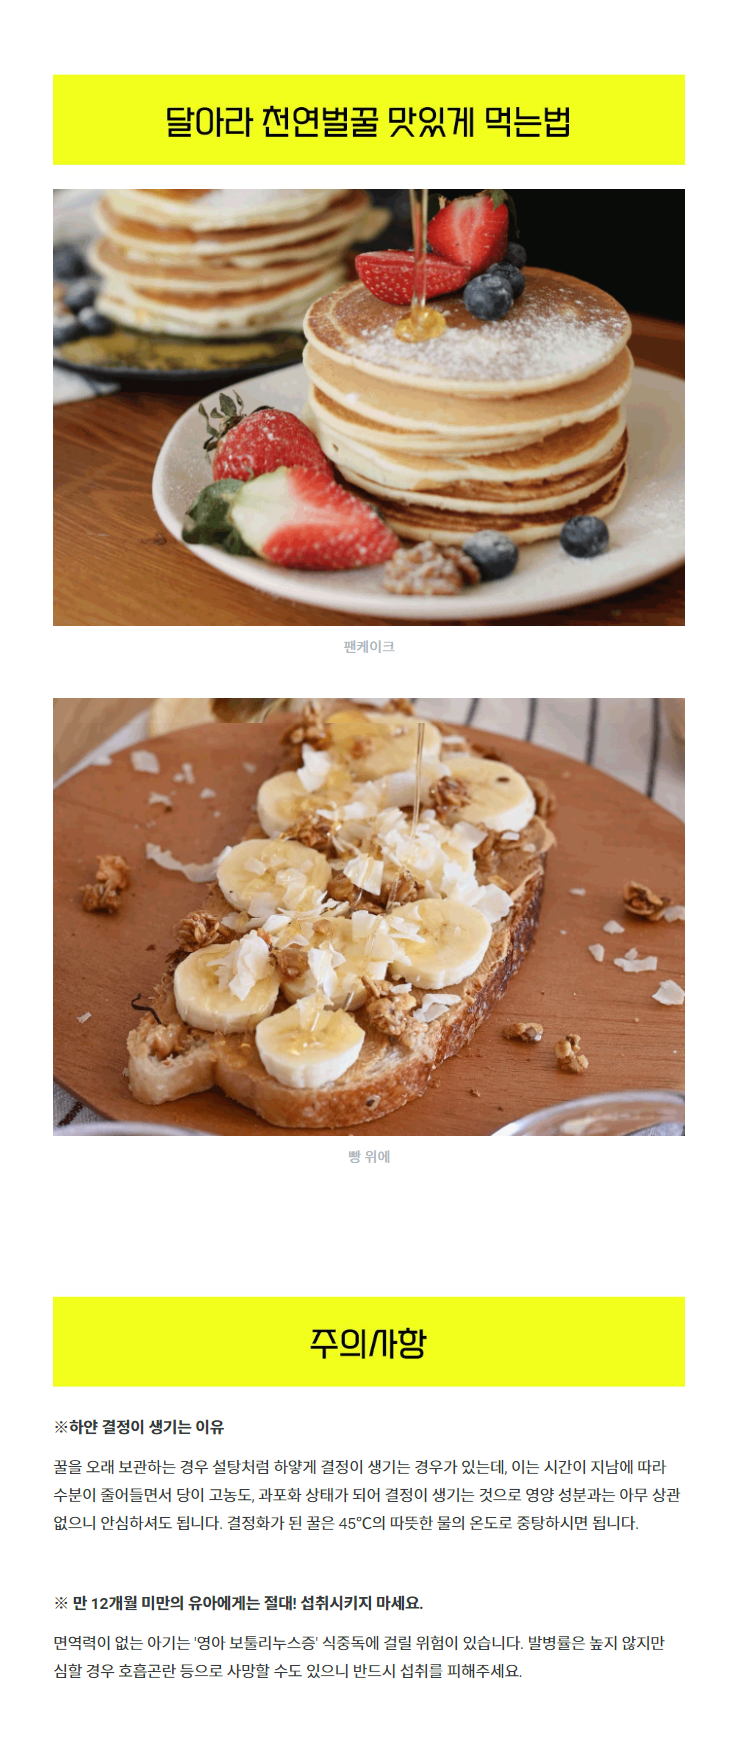 달아라 천연벌꿀 맛있게 먹는법
팬케이크
빵 위에
주의사항
※하얀 결정이 생기는 이유
꿀을 오래 보관하는 경우 설탕처럼 하얗게 결정이 생기는 경우가 있는데, 이는 시간이 지남에 따라
수분이 줄어들면서 당이 고농도, 과포화 상태가 되어 결정이 생기는 것으로 영양 성분과는 아무 상관
없으니 안심하셔도 됩니다. 결정화가 된 꿀은 45℃의 따뜻한 물의 온도로 중탕하시면 됩니다.
※ 만 12개월 미만의 유아에게는 절대! 섭취시키지 마세요.
면역력이 없는 아기는 '영아 보툴리누스증' 식중독에 걸릴 위험이 있습니다. 발병률은 높지 않지만
심할 경우 호흡곤란 등으로 사망할 수도 있으니 반드시 섭취를 피해주세요.